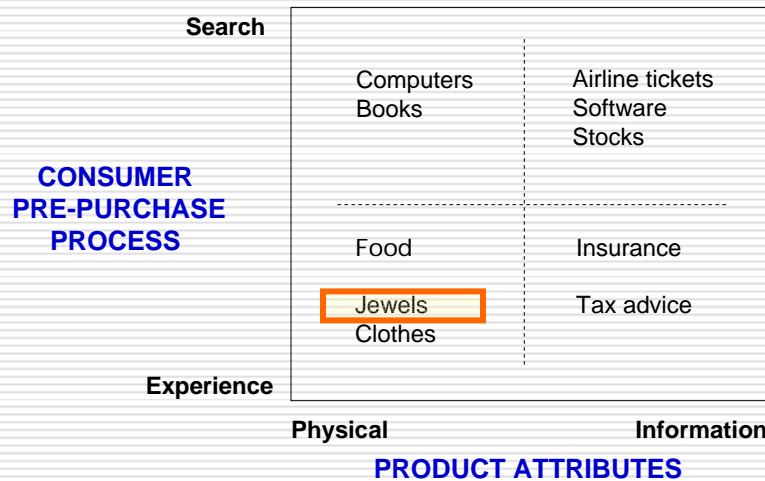 Search
Computers
Books
Airline tickets
Software
Stocks
CONSUMER
PRE-PURCHASE
PROCESS
Food
Jewels
Clothes
Insurance
Tax advice
Experience
Physical
Information
PRODUCT ATTRIBUTES